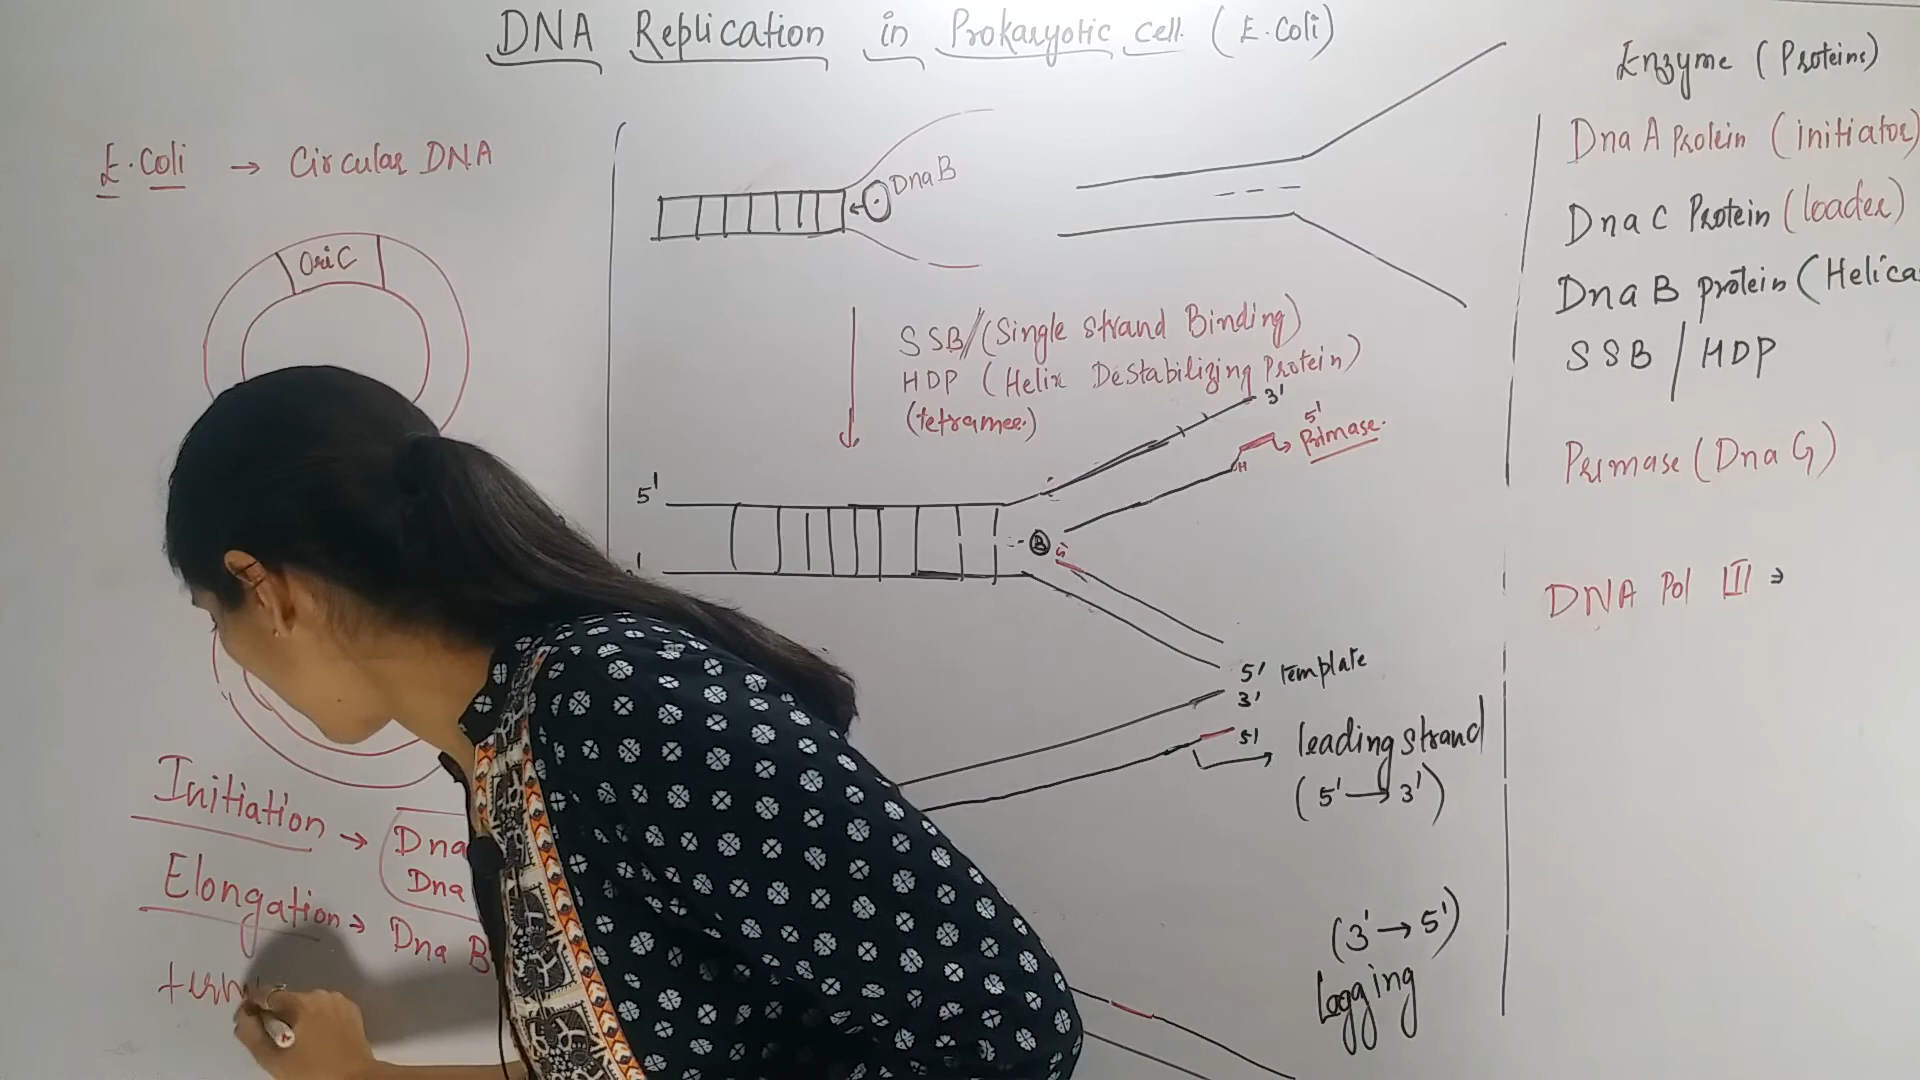 DNA Replication in Prokaryotic cell (E.Coli)
E.Coli → Circular DNA
OriC
Initiation → Dna
Dna
Elongation → Dna B
term
DnaB
SSB/(Single Strand Binding)
HDP (Helix Destabilizing Protein)
(tetramer)
3'
5'
Primase.
OH
5'
B
G
5' template
3'
5'
leading strand
(5' → 3')
(3' → 5')
lagging
Enzyme (Proteins)
Dna A Protein (initiator)
Dna C Protein (loader)
Dna B protein (Helica
SSB / HDP
Primase (Dna G)
DNA Pol III ⇒